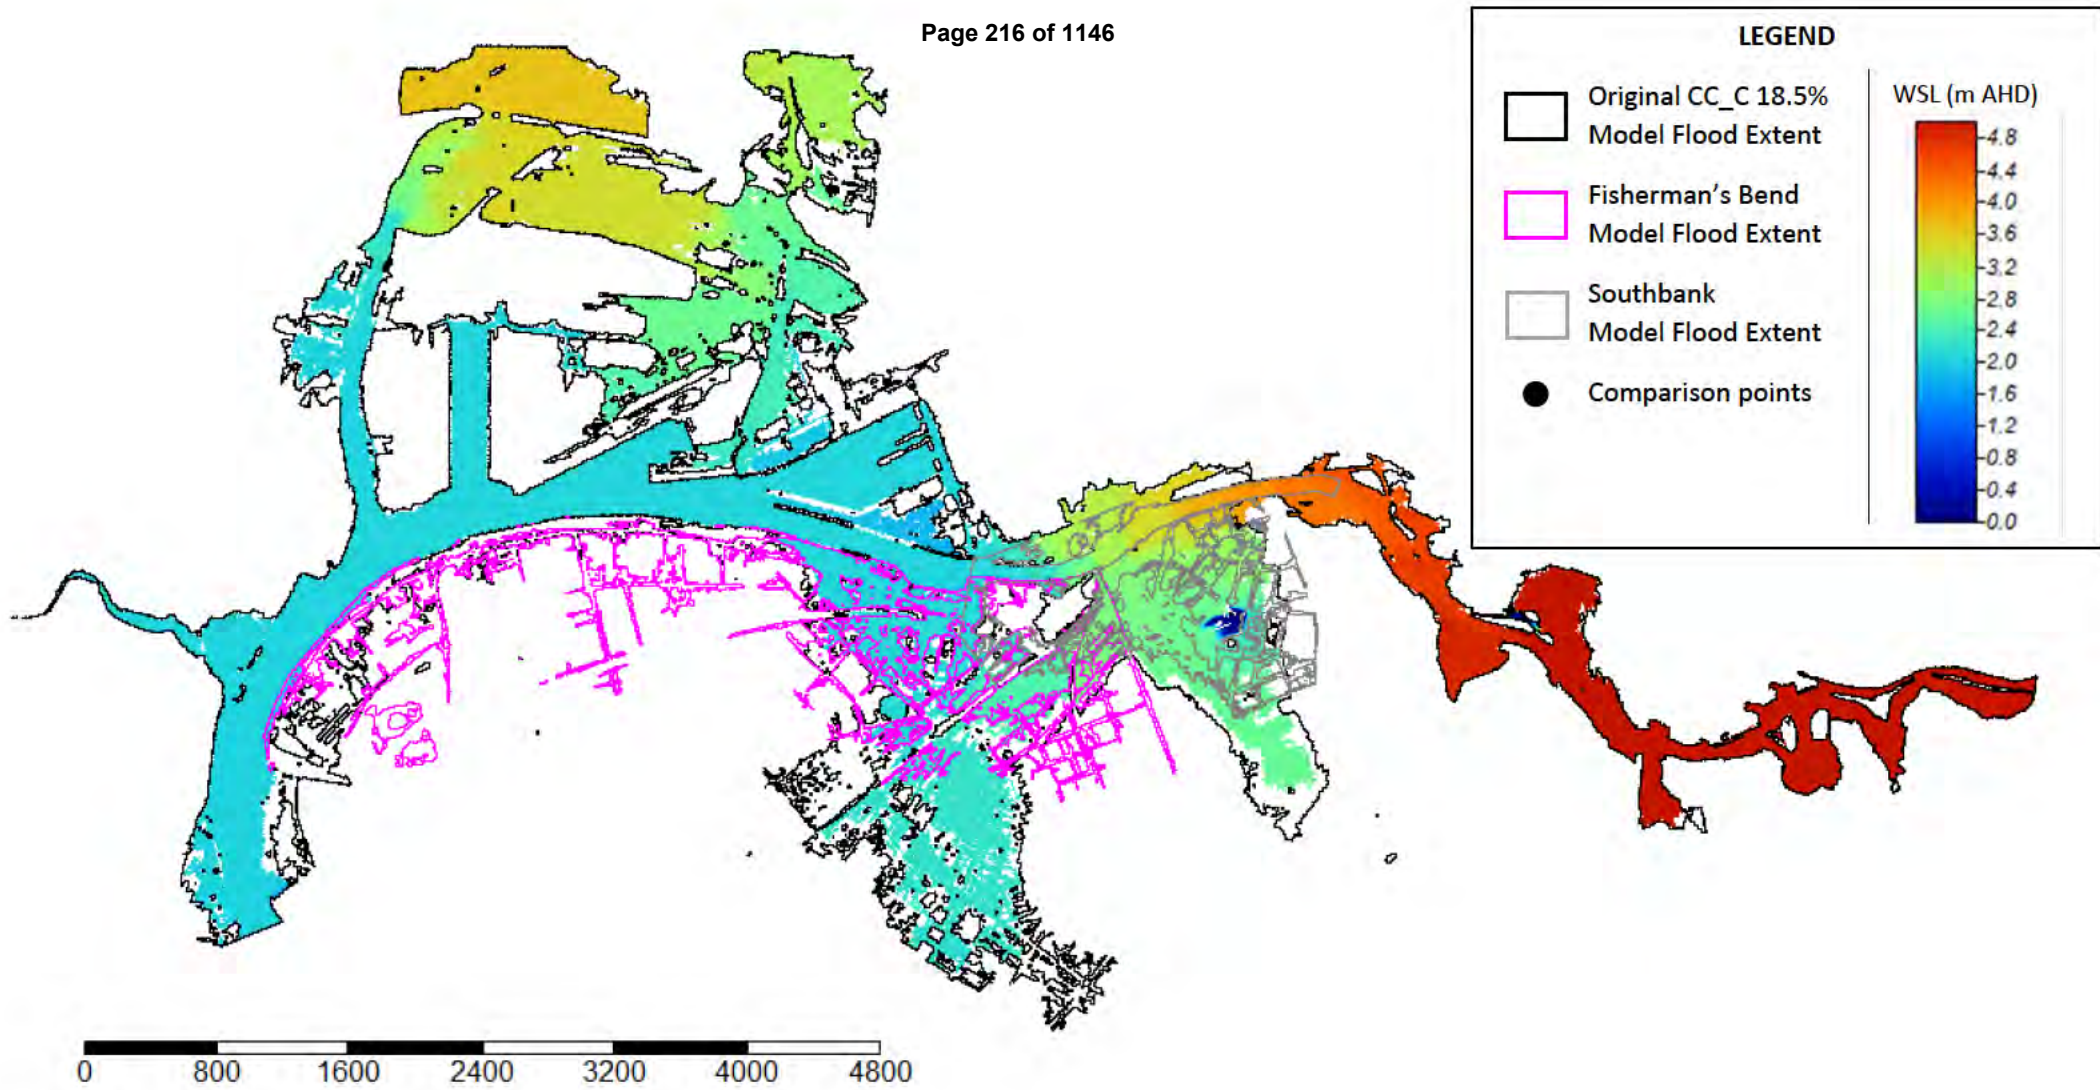 Page 216 of 1146
LEGEND
Original CC_C 18.5%
Model Flood Extent
Fisherman's Bend
Model Flood Extent
Southbank
Model Flood Extent
Comparison points
WSL (m AHD)
4.8
4.4
4.0
3.6
3.2
2.8
2.4
2.0
1.6
1.2
0.8
0.4
0.0
0 800 1600 2400 3200 4000 4800